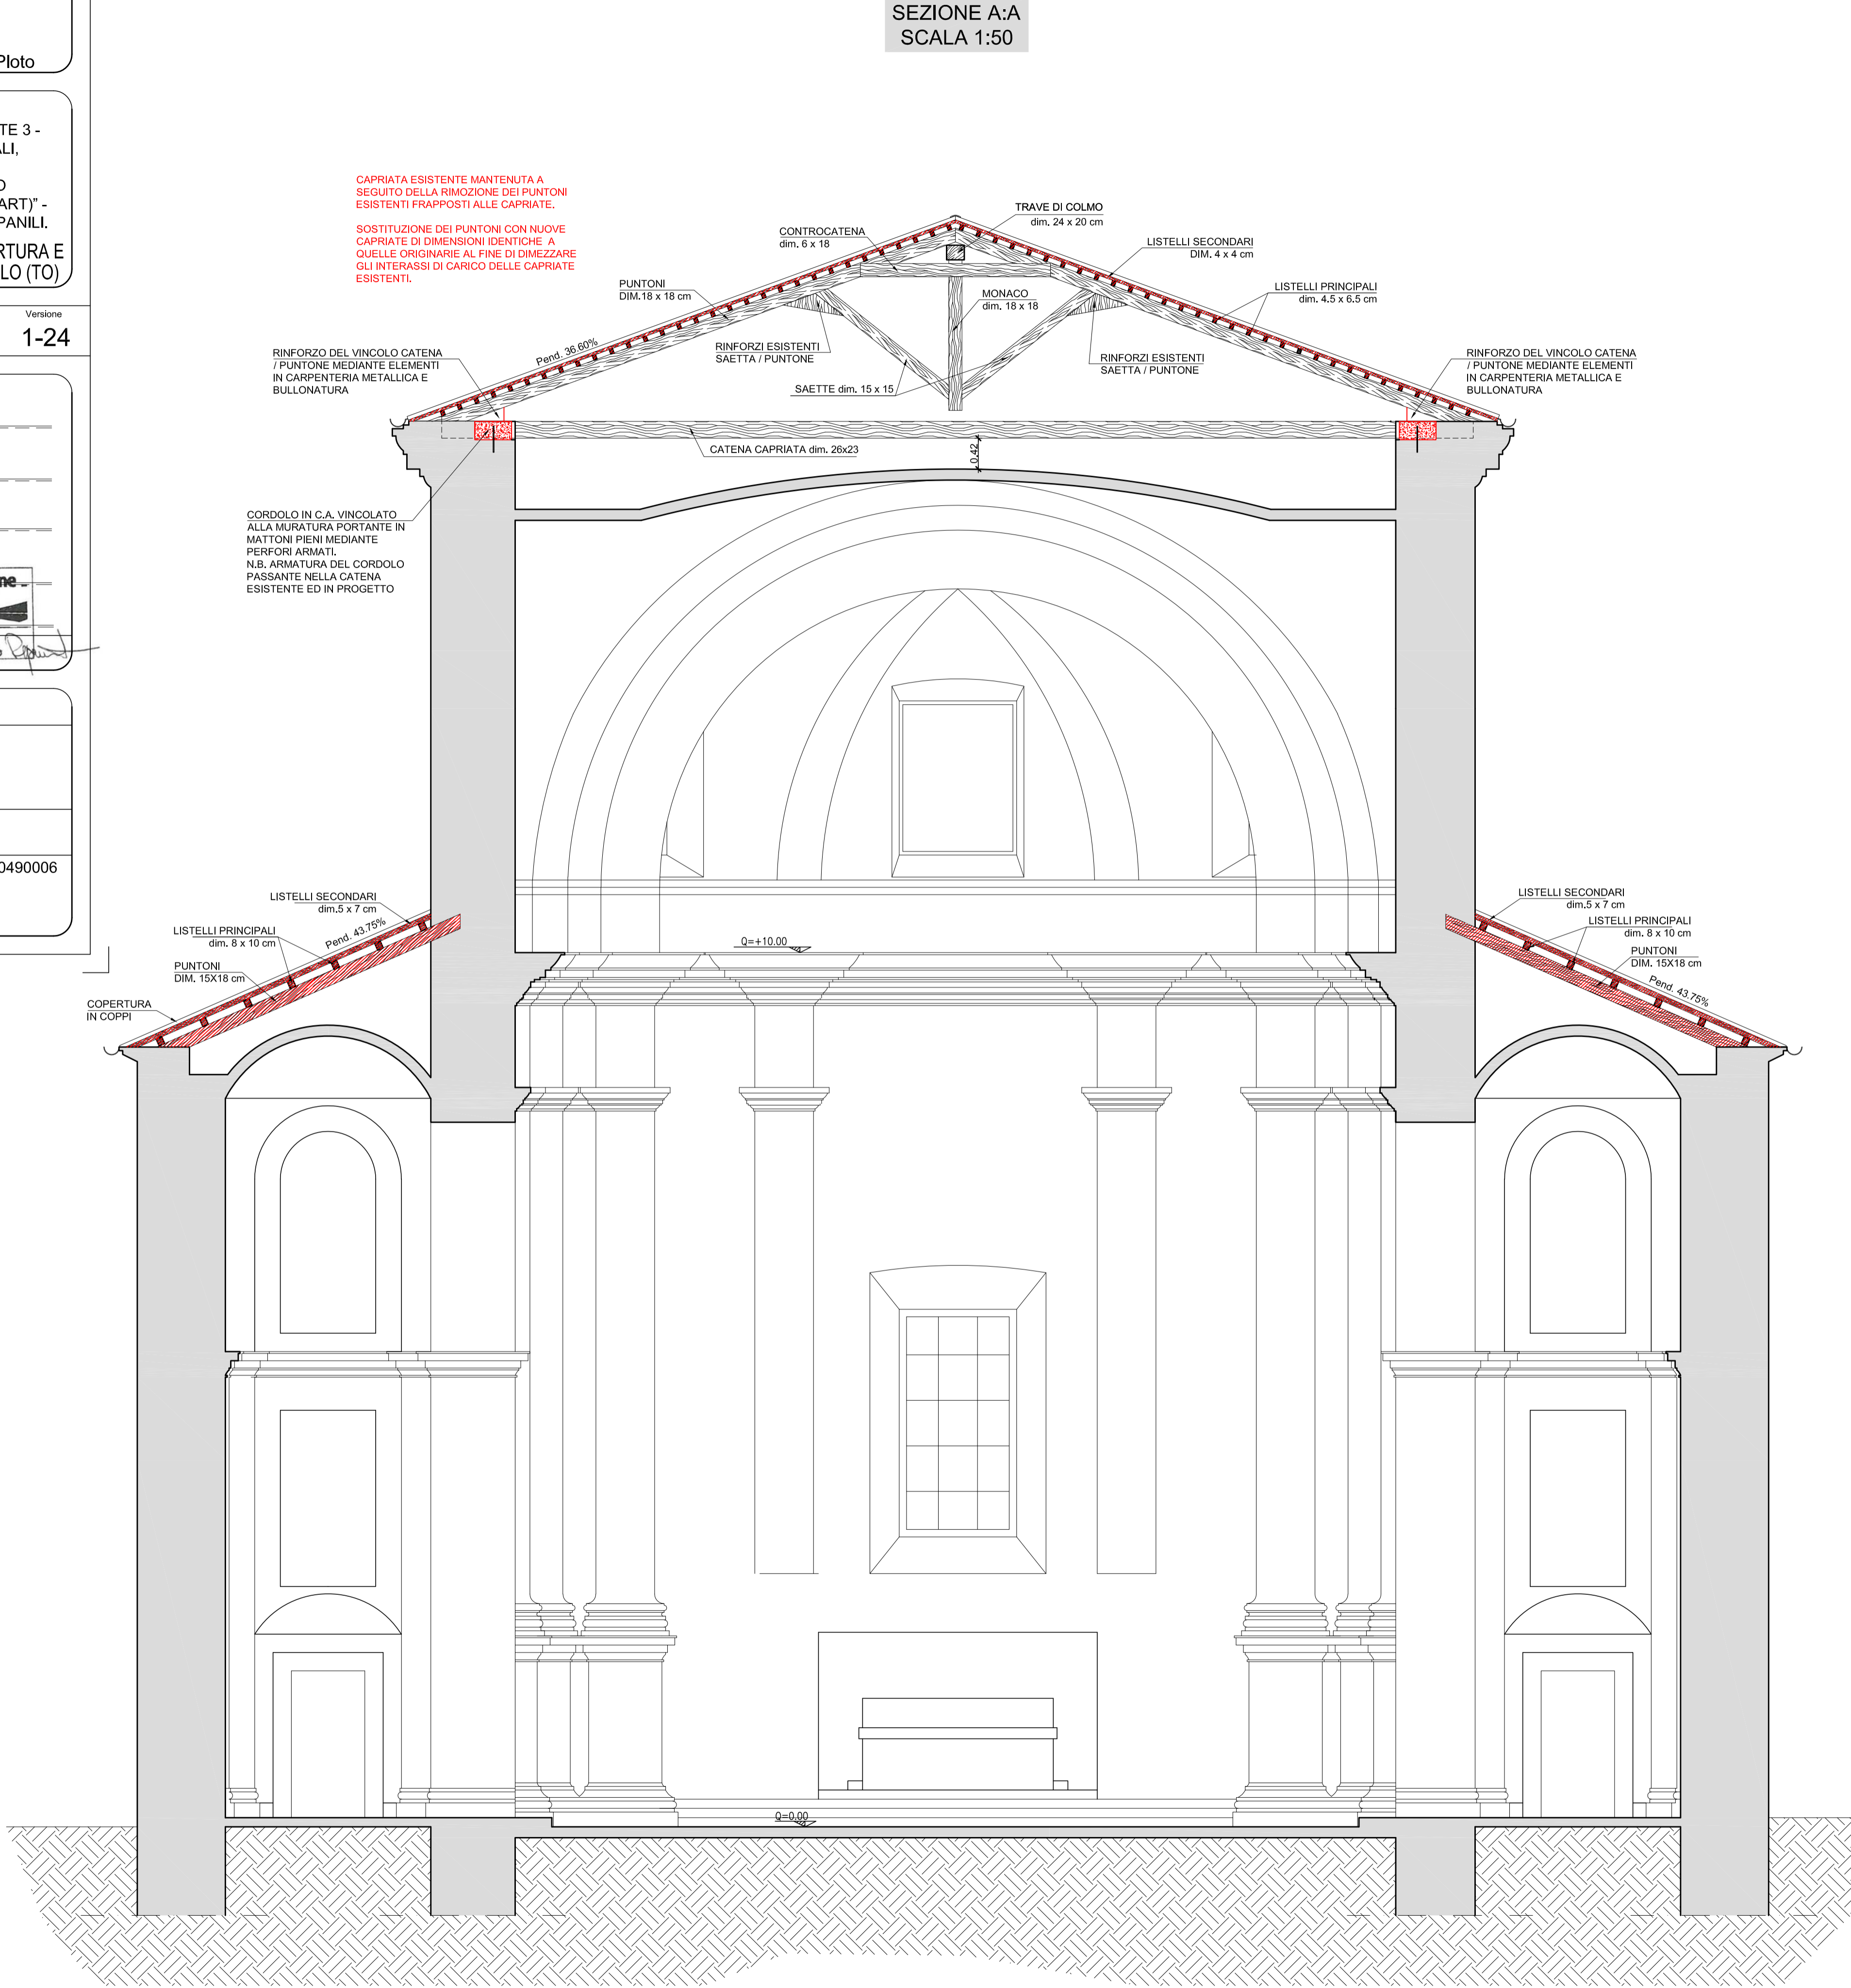 SEZIONE A:A
SCALA 1:50
Ploto
TE 3 -
ALI,
O
ART)" -
PANILI.
RTURA E
LO (TO)
Versione
1-24
ne
0490006
CAPRIATA ESISTENTE MANTENUTA A
SEGUITO DELLA RIMOZIONE DEI PUNTONI
ESISTENTI FRAPPOSTI ALLE CAPRIATE.
SOSTITUZIONE DEI PUNTONI CON NUOVE
CAPRIATE DI DIMENSIONI IDENTICHE A
QUELLE ORIGINARIE AL FINE DI DIMEZZARE
GLI INTERASSI DI CARICO DELLE CAPRIATE
ESISTENTI.
TRAVE DI COLMO
dim. 24 x 20 cm
CONTROCATENA
dim. 6 x 18
LISTELLI SECONDARI
DIM. 4 x 4 cm
PUNTONI
DIM.18 x 18 cm
MONACO
dim. 18 x 18
LISTELLI PRINCIPALI
dim. 4.5 x 6.5 cm
Pend. 36.60%
RINFORZI ESISTENTI
SAETTA / PUNTONE
RINFORZI ESISTENTI
SAETTA / PUNTONE
RINFORZO DEL VINCOLO CATENA
/ PUNTONE MEDIANTE ELEMENTI
IN CARPENTERIA METALLICA E
BULLONATURA
RINFORZO DEL VINCOLO CATENA
/ PUNTONE MEDIANTE ELEMENTI
IN CARPENTERIA METALLICA E
BULLONATURA
SAETTE dim. 15 x 15
CATENA CAPRIATA dim. 26x23
0.42
CORDOLO IN C.A. VINCOLATO
ALLA MURATURA PORTANTE IN
MATTONI PIENI MEDIANTE
PERFORI ARMATI.
N.B. ARMATURA DEL CORDOLO
PASSANTE NELLA CATENA
ESISTENTE ED IN PROGETTO
LISTELLI SECONDARI
dim.5 x 7 cm
LISTELLI PRINCIPALI
dim. 8 x 10 cm
Pend. 43.75%
PUNTONI
DIM. 15X18 cm
COPERTURA
IN COPPI
Q=+10.00
LISTELLI SECONDARI
dim.5 x 7 cm
LISTELLI PRINCIPALI
dim. 8 x 10 cm
PUNTONI
DIM. 15X18 cm
Pend. 43.75%
Q=0.00